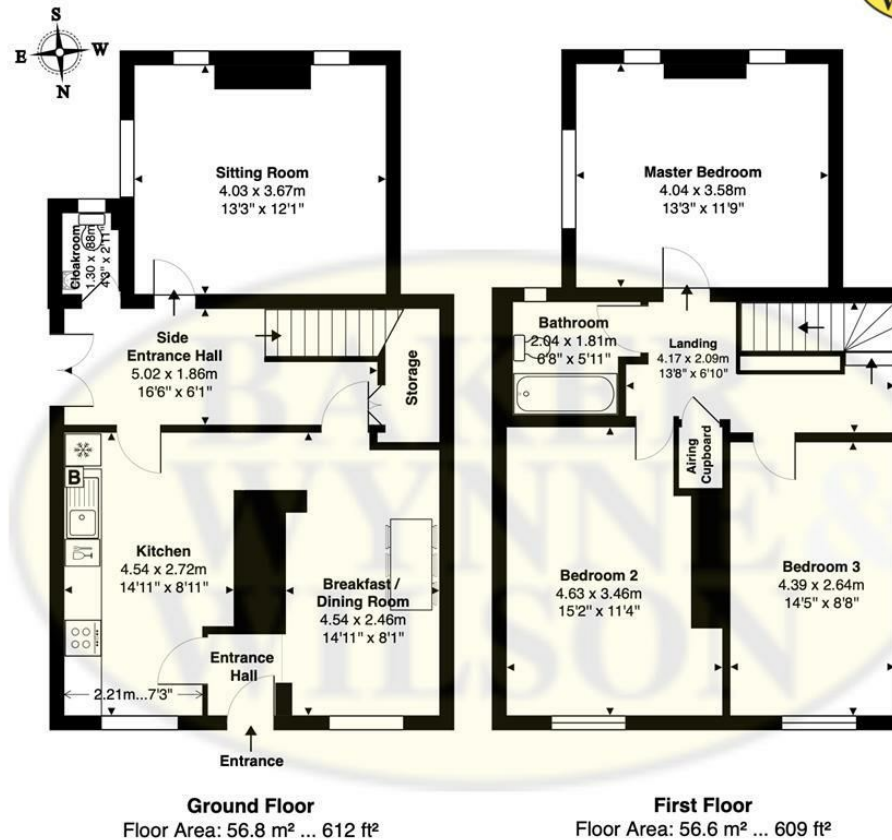 S
E W
N
Sitting Room
4.03 x 3.67m
13'3" x 12'1"
Cloakroom
1.30 x .88m
4'3" x 2'11"
Side
Entrance Hall
5.02 x 1.86m
16'6" x 6'1"
Storage
B
Kitchen
4.54 x 2.72m
14'11" x 8'11"
Breakfast /
Dining Room
4.54 x 2.46m
14'11" x 8'1"
Entrance
Hall
2.21m...7'3"
Entrance
Ground Floor
Floor Area: 56.8 m² ... 612 ft²
Master Bedroom
4.04 x 3.58m
13'3" x 11'9"
Bathroom
2.04 x 1.81m
6'8" x 5'11"
Landing
4.17 x 2.09m
13'8" x 6'10"
Airing
Cupboard
Bedroom 2
4.63 x 3.46m
15'2" x 11'4"
Bedroom 3
4.39 x 2.64m
14'5" x 8'8"
First Floor
Floor Area: 56.6 m² ... 609 ft²
BAKER
WYNNE &
WILSON